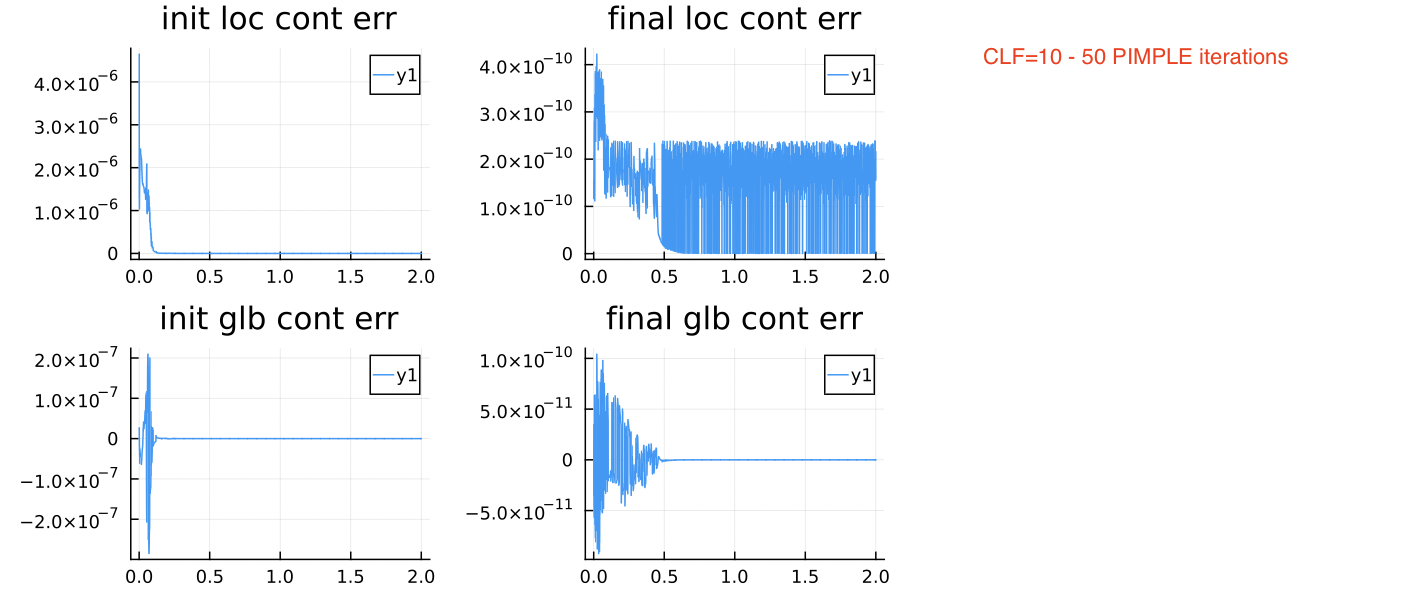 init loc cont err
final loc cont err
CLF=10 - 50 PIMPLE iterations
y1
4.0×10⁻⁶
3.0×10⁻⁶
2.0×10⁻⁶
1.0×10⁻⁶
0
0.0 0.5 1.0 1.5 2.0
y1
4.0×10⁻¹⁰
3.0×10⁻¹⁰
2.0×10⁻¹⁰
1.0×10⁻¹⁰
0
0.0 0.5 1.0 1.5 2.0
init glb cont err
final glb cont err
y1
2.0×10⁻⁷
1.0×10⁻⁷
0
−1.0×10⁻⁷
−2.0×10⁻⁷
0.0 0.5 1.0 1.5 2.0
y1
1.0×10⁻¹⁰
5.0×10⁻¹¹
0
−5.0×10⁻¹¹
0.0 0.5 1.0 1.5 2.0